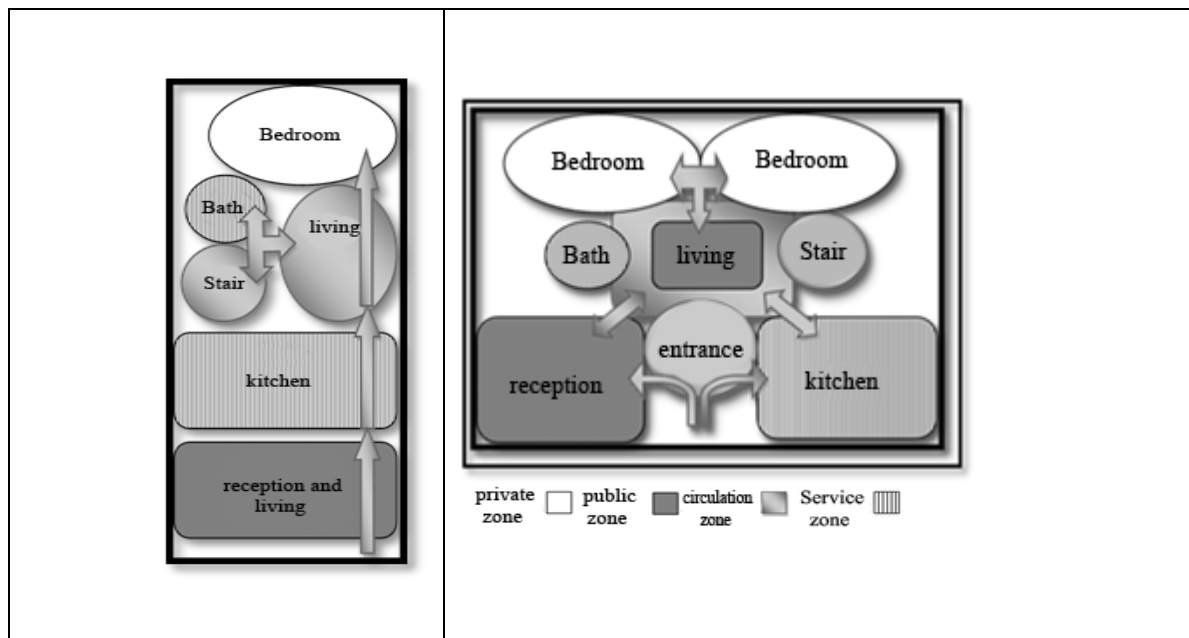 Bedroom
Bath
living
Stair
kitchen
reception and
living
Bedroom
Bedroom
Bath
living
Stair
entrance
reception
kitchen
private
zone
public
zone
circulation
zone
Service
zone